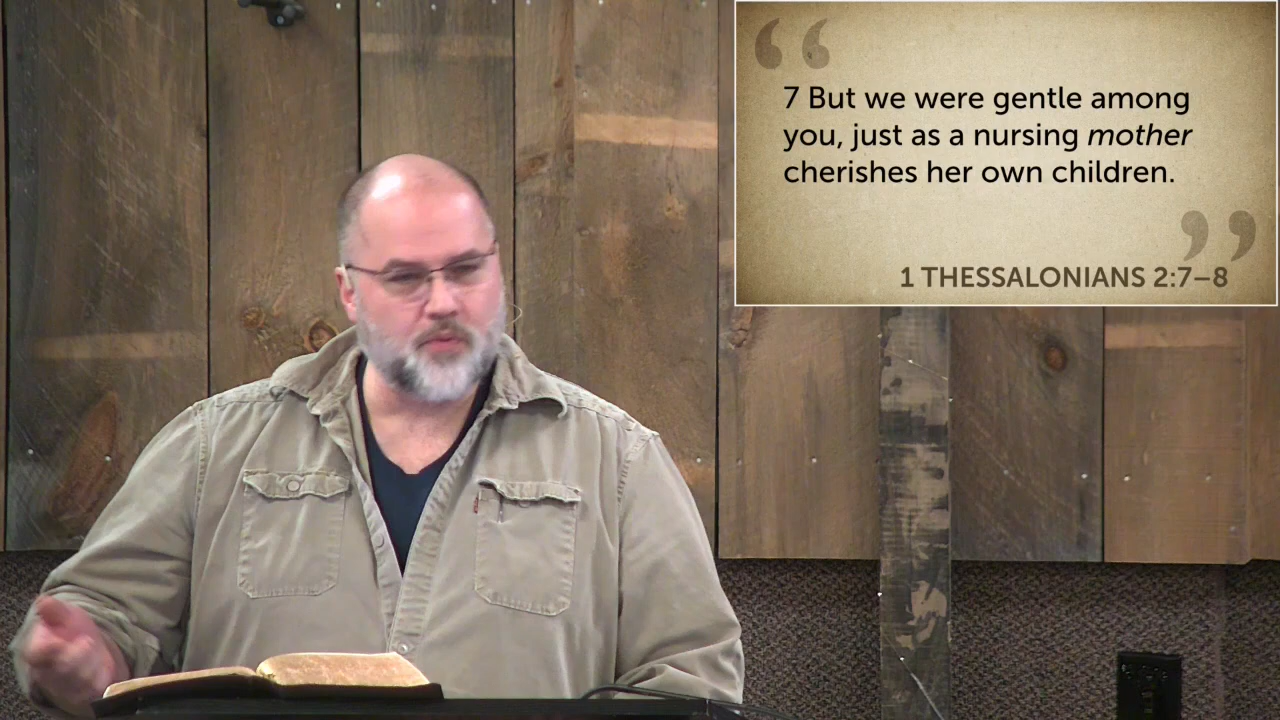 “
7 But we were gentle among
you, just as a nursing mother
cherishes her own children.
”
1 THESSALONIANS 2:7–8